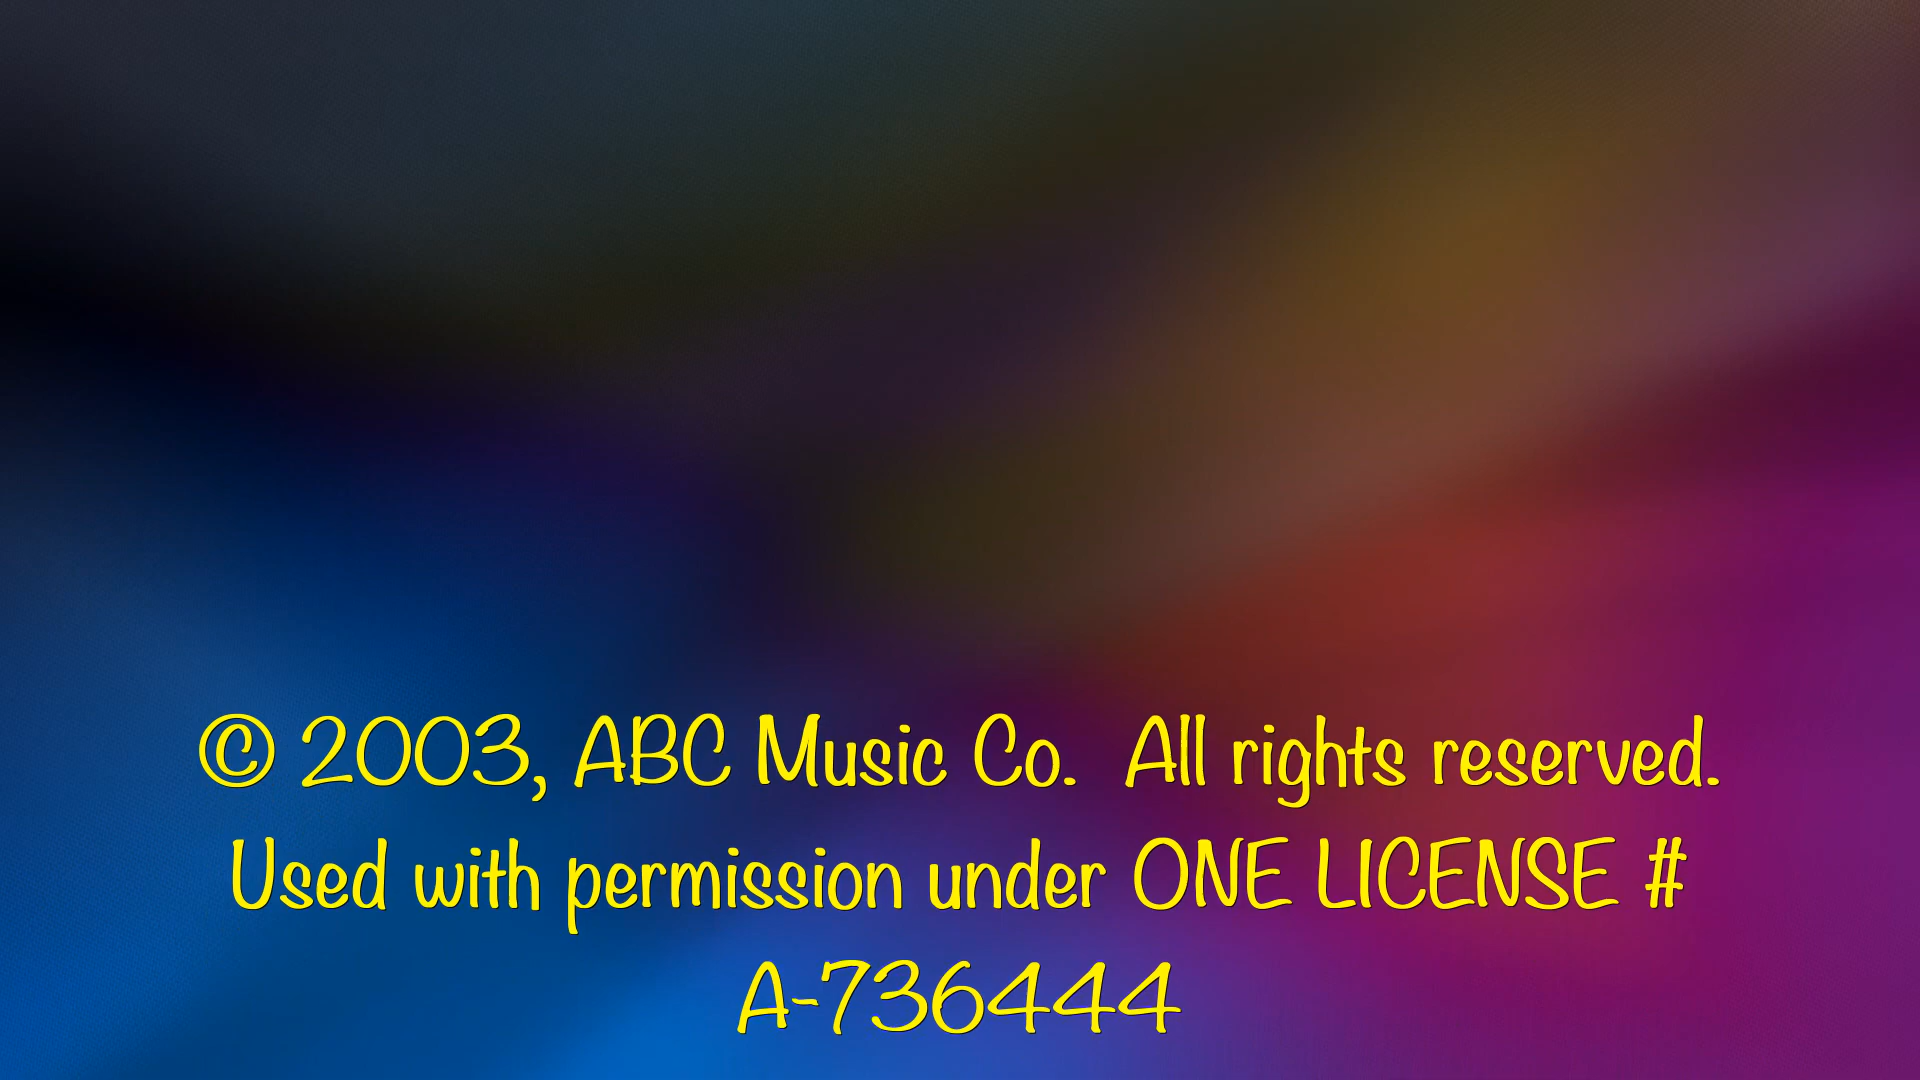 © 2003, ABC Music Co.  All rights reserved.
Used with permission under ONE LICENSE #
A-736444